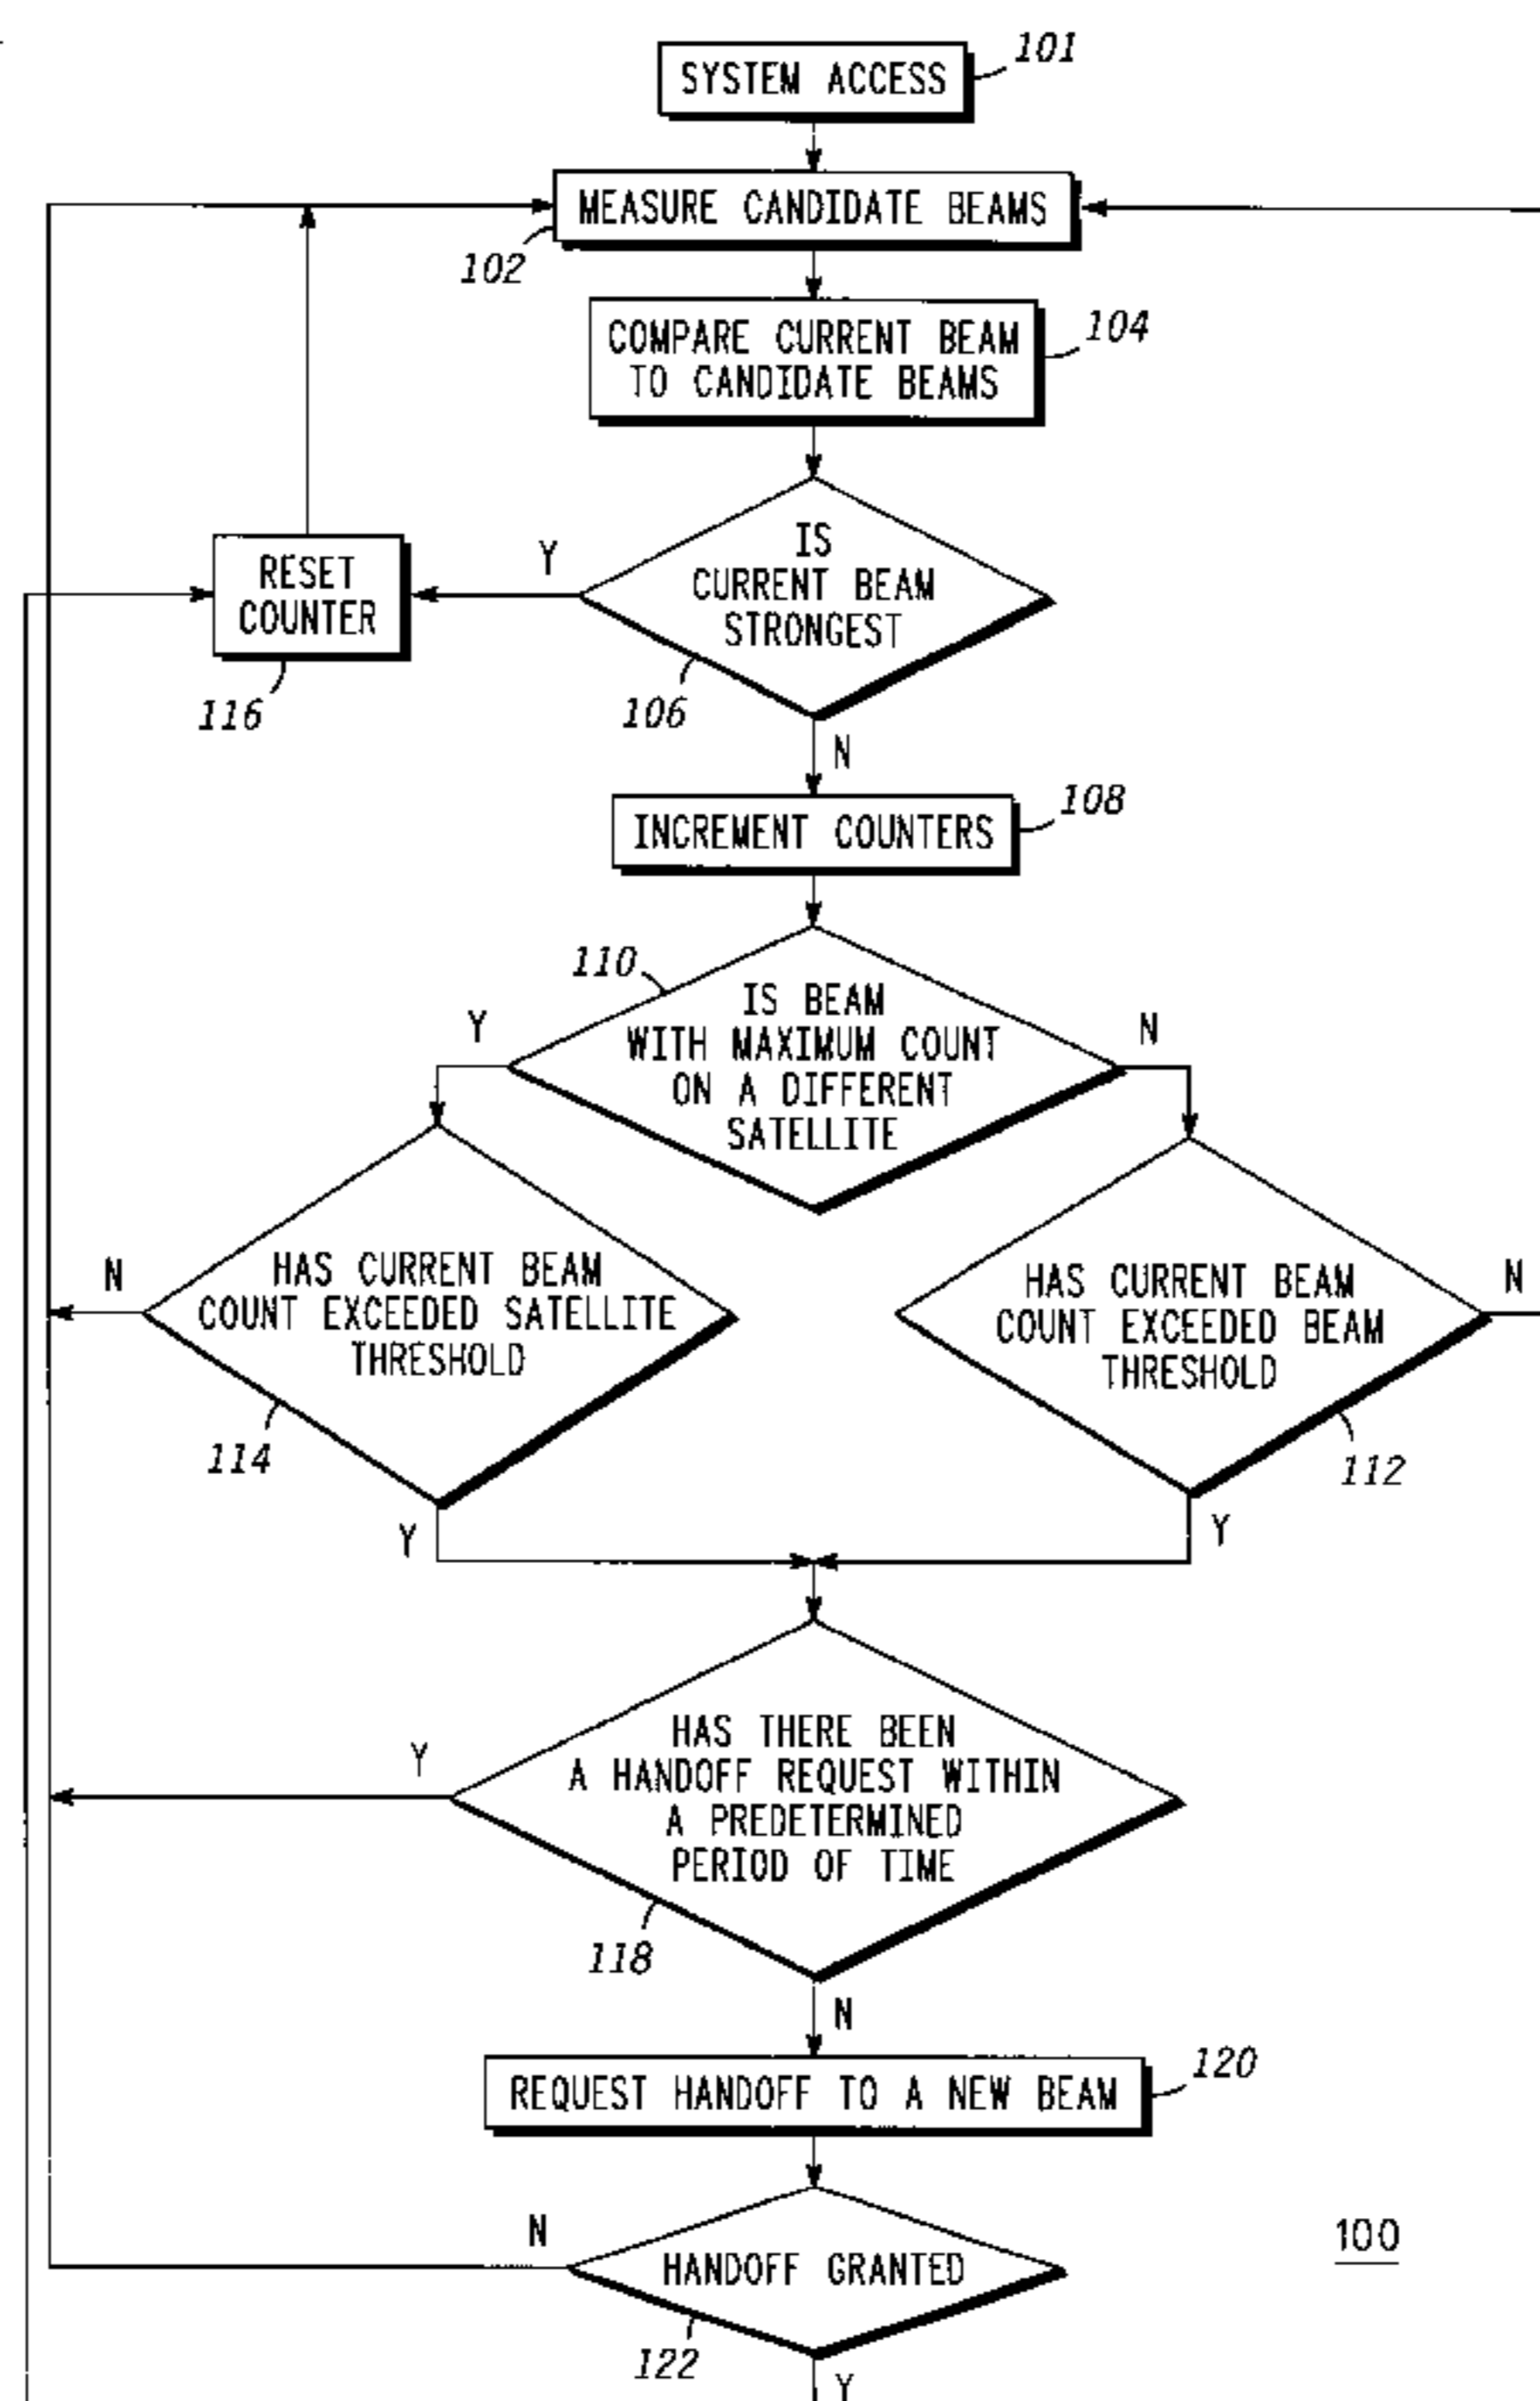 SYSTEM ACCESS
101
MEASURE CANDIDATE BEAMS
102
COMPARE CURRENT BEAM
TO CANDIDATE BEAMS
104
IS
CURRENT BEAM
STRONGEST
Y
RESET
COUNTER
116
106
N
INCREMENT COUNTERS
108
110
IS BEAM
WITH MAXIMUM COUNT
ON A DIFFERENT
SATELLITE
Y
N
HAS CURRENT BEAM
COUNT EXCEEDED SATELLITE
THRESHOLD
N
114
Y
HAS CURRENT BEAM
COUNT EXCEEDED BEAM
THRESHOLD
N
112
Y
HAS THERE BEEN
A HANDOFF REQUEST WITHIN
A PREDETERMINED
PERIOD OF TIME
Y
118
N
REQUEST HANDOFF TO A NEW BEAM
120
N
HANDOFF GRANTED
122
Y
100